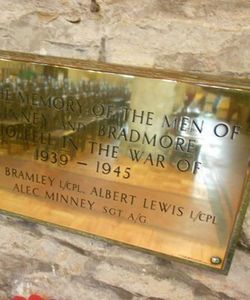 MEMORY OF THE MEN OF
AND BRADMORE
IN THE WAR OF
1939 - 1945
BRAMLEY L/CPL. ALBERT LEWIS L/CPL
ALEC MINNEY SGT A/G